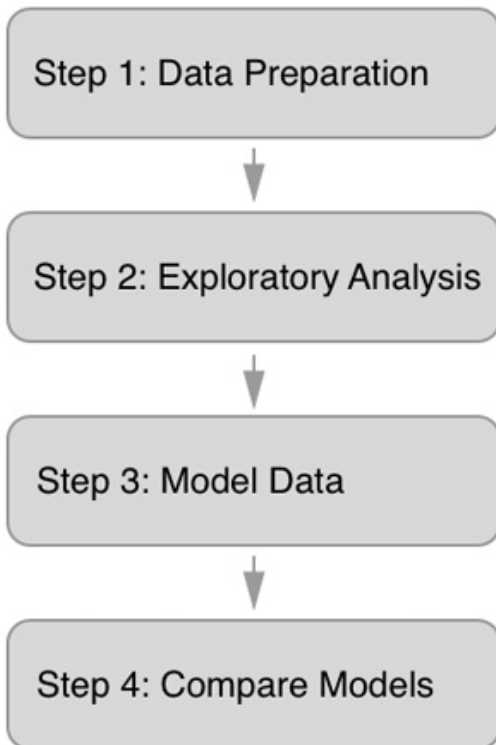 Step 1: Data Preparation
Step 2: Exploratory Analysis
Step 3: Model Data
Step 4: Compare Models